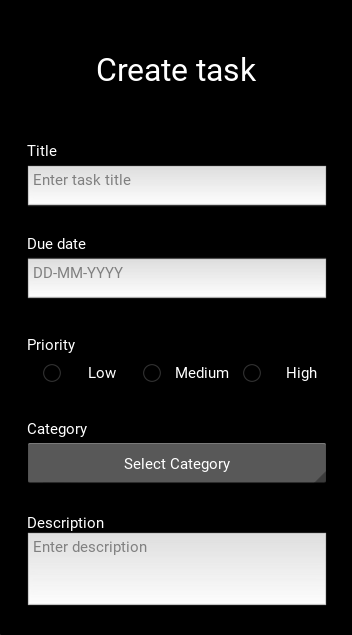 Create task
Title
Enter task title
Due date
DD-MM-YYYY
Priority
Low Medium High
Category
Select Category
Description
Enter description